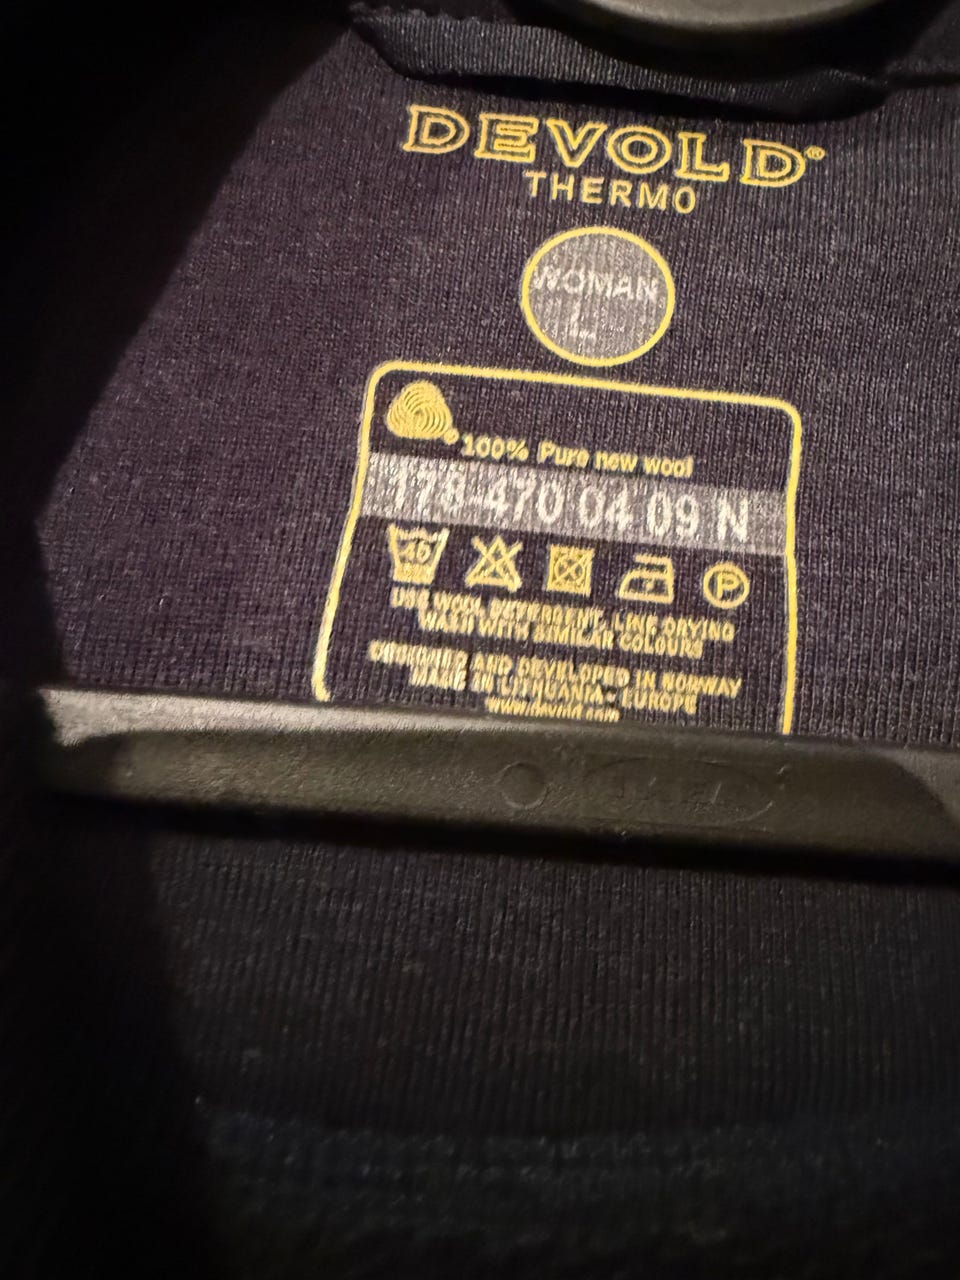 DEVOLD®
THERMO
WOMAN
L
100% Pure new wool
178-470 04 09 N
40
P
USE WOOL DETERGENT, LINE DRYING
WASH WITH SIMILAR COLOURS
DESIGNED AND DEVELOPED IN NORWAY
MADE IN LITHUANIA - EUROPE
www.devold.com